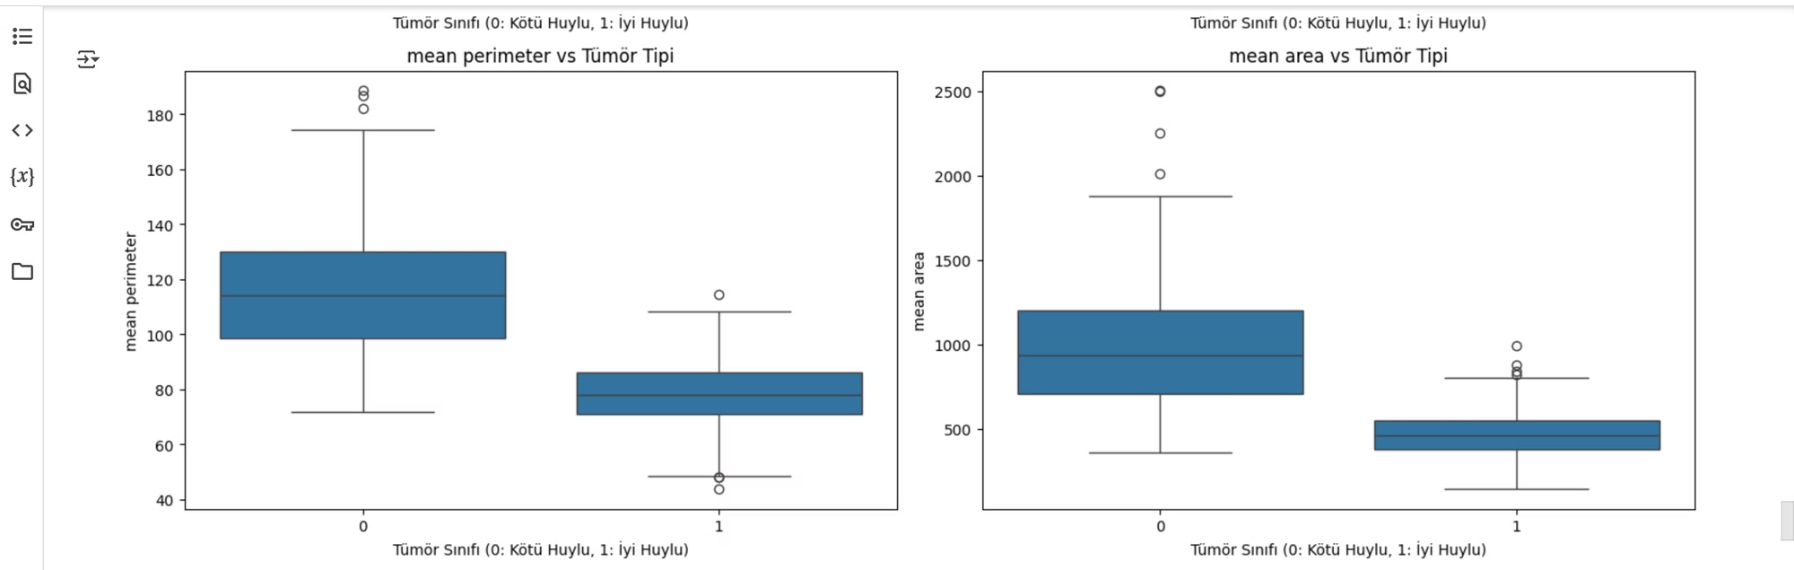 Tümör Sınıfı (0: Kötü Huylu, 1: İyi Huylu)
Tümör Sınıfı (0: Kötü Huylu, 1: İyi Huylu)
{x}
mean perimeter vs Tümör Tipi
mean perimeter
180
160
140
120
100
80
60
40
0
1
Tümör Sınıfı (0: Kötü Huylu, 1: İyi Huylu)
mean area vs Tümör Tipi
mean area
2500
2000
1500
1000
500
0
1
Tümör Sınıfı (0: Kötü Huylu, 1: İyi Huylu)